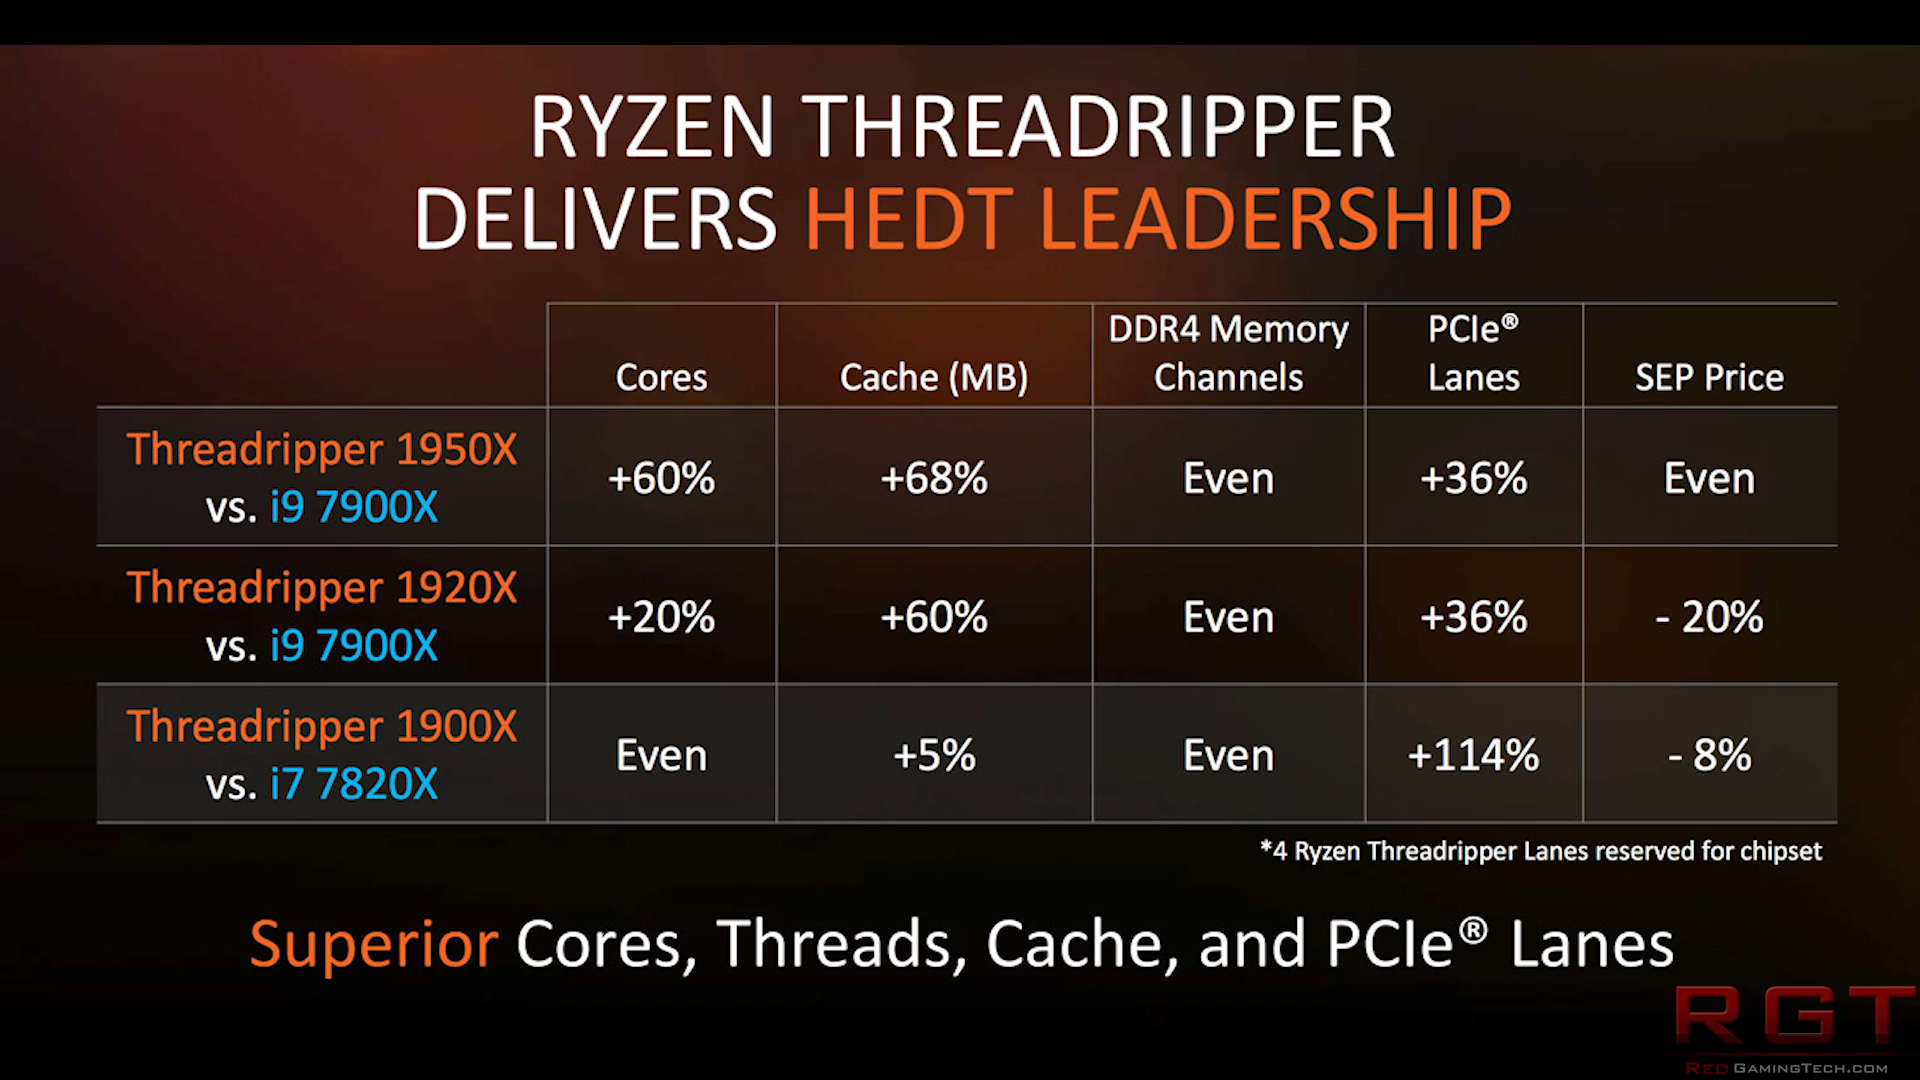 RYZEN THREADRIPPER
DELIVERS HEDT LEADERSHIP
Cores
Cache (MB)
DDR4 Memory
Channels
PCIe®
Lanes
SEP Price
Threadripper 1950X
vs. i9 7900X
+60%
+68%
Even
+36%
Even
Threadripper 1920X
vs. i9 7900X
+20%
+60%
Even
+36%
- 20%
Threadripper 1900X
vs. i7 7820X
Even
+5%
Even
+114%
- 8%
*4 Ryzen Threadripper Lanes reserved for chipset
Superior Cores, Threads, Cache, and PCIe® Lanes
RGT
REDGAMINGTECH.COM